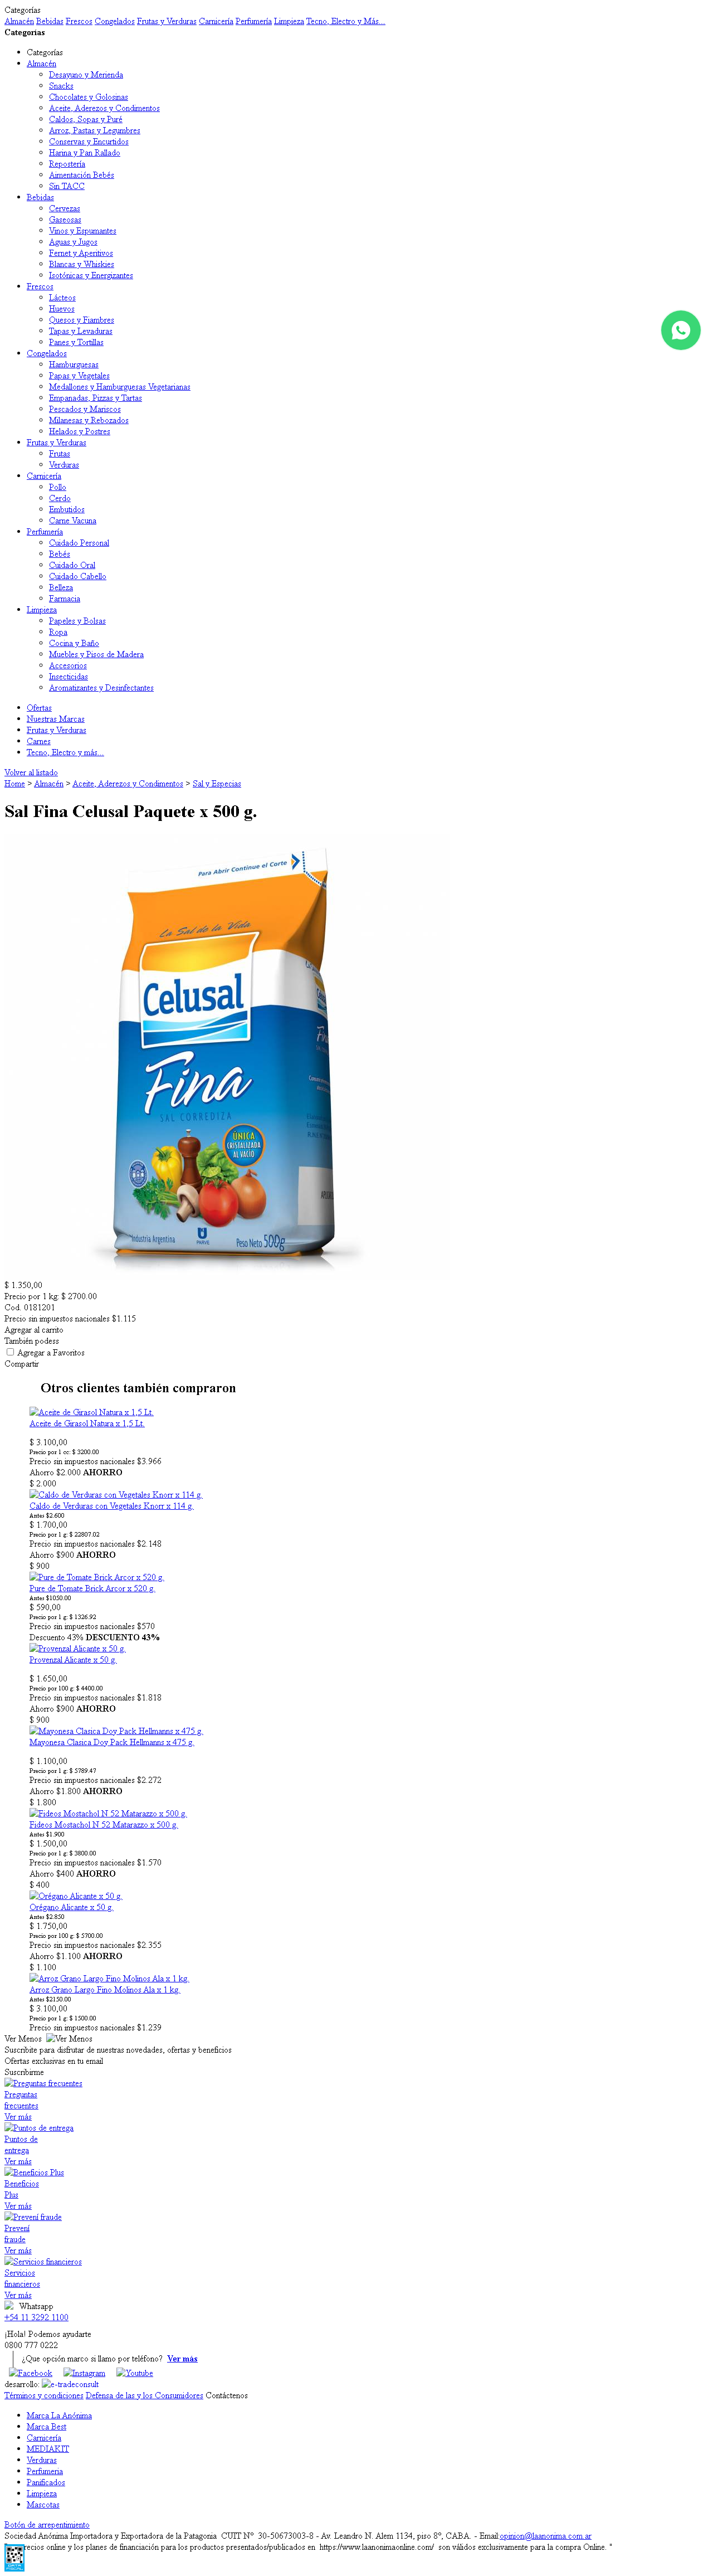 Categorías
Almacén Bebidas Frescos Congelados Frutas y Verduras Carnicería Perfumería Limpieza Tecno, Electro y Más...
Categorías
Categorías
Almacén
Desayuno y Merienda
Snacks
Chocolates y Golosinas
Aceite, Aderezos y Condimentos
Caldos, Sopas y Puré
Arroz, Pastas y Legumbres
Conservas y Encurtidos
Harina y Pan Rallado
Repostería
Aimentación Bebés
Sin TACC
Bebidas
Cervezas
Gaseosas
Vinos y Espumantes
Aguas y Jugos
Fernet y Aperitivos
Blancas y Whiskies
Isotónicas y Energizantes
Frescos
Lácteos
Huevos
Quesos y Fiambres
Tapas y Levaduras
Panes y Tortillas
Congelados
Hamburguesas
Papas y Vegetales
Medallones y Hamburguesas Vegetarianas
Empanadas, Pizzas y Tartas
Pescados y Mariscos
Milanesas y Rebozados
Helados y Postres
Frutas y Verduras
Frutas
Verduras
Carnicería
Pollo
Cerdo
Embutidos
Carne Vacuna
Perfumería
Cuidado Personal
Bebés
Cuidado Oral
Cuidado Cabello
Belleza
Farmacia
Limpieza
Papeles y Bolsas
Ropa
Cocina y Baño
Muebles y Pisos de Madera
Accesorios
Insecticidas
Aromatizantes y Desinfectantes
Ofertas
Nuestras Marcas
Frutas y Verduras
Carnes
Tecno, Electro y más...
Volver al listado
Home > Almacén > Aceite, Aderezos y Condimentos > Sal y Especias
Sal Fina Celusal Paquete x 500 g.
Para Abrir Continue el Corte
La Sal de la Vida
Celusal
Fina
SAL CORREGIDA
ÚNICA
CRISTALIZADA
AL VACÍO
Industria Argentina
PARVE
Peso Neto 500g
$ 1.350,00
Precio por 1 kg: $ 2700.00
Cod. 0181201
Precio sin impuestos nacionales $1.115
Agregar al carrito
También podess
Agregar a Favoritos
Compartir
Otros clientes también compraron
Aceite de Girasol Natura x 1,5 Lt.
Aceite de Girasol Natura x 1,5 Lt.
$ 3.100,00
Precio por 1 cc: $ 3200.00
Precio sin impuestos nacionales $3.966
Ahorro $2.000 AHORRO
$ 2.000
Caldo de Verduras con Vegetales Knorr x 114 g.
Caldo de Verduras con Vegetales Knorr x 114 g.
Antes $2.600
$ 1.700,00
Precio por 1 g: $ 22807.02
Precio sin impuestos nacionales $2.148
Ahorro $900 AHORRO
$ 900
Pure de Tomate Brick Arcor x 520 g.
Pure de Tomate Brick Arcor x 520 g.
Antes $1050.00
$ 590,00
Precio por 1 g: $ 1326.92
Precio sin impuestos nacionales $570
Descuento 43% DESCUENTO 43%
Provenzal Alicante x 50 g.
Provenzal Alicante x 50 g.
$ 1.650,00
Precio por 100 g: $ 4400.00
Precio sin impuestos nacionales $1.818
Ahorro $900 AHORRO
$ 900
Mayonesa Clasica Doy Pack Hellmanns x 475 g.
Mayonesa Clasica Doy Pack Hellmanns x 475 g.
$ 1.100,00
Precio por 1 g: $ 5789.47
Precio sin impuestos nacionales $2.272
Ahorro $1.800 AHORRO
$ 1.800
Fideos Mostachol N 52 Matarazzo x 500 g.
Fideos Mostachol N 52 Matarazzo x 500 g.
Antes $1.900
$ 1.500,00
Precio por 1 g: $ 3800.00
Precio sin impuestos nacionales $1.570
Ahorro $400 AHORRO
$ 400
Orégano Alicante x 50 g.
Orégano Alicante x 50 g.
Antes $2.850
$ 1.750,00
Precio por 100 g: $ 5700.00
Precio sin impuestos nacionales $2.355
Ahorro $1.100 AHORRO
$ 1.100
Arroz Grano Largo Fino Molinos Ala x 1 kg.
Arroz Grano Largo Fino Molinos Ala x 1 kg.
Antes $2150.00
$ 3.100,00
Precio por 1 g: $ 1500.00
Precio sin impuestos nacionales $1.239
Ver Menos Ver Menos
Suscribite para disfrutar de nuestras novedades, ofertas y beneficios
Ofertas exclusivas en tu email
Suscribirme
Preguntas frecuentes
Preguntas
frecuentes
Ver más
Puntos de entrega
Puntos de
entrega
Ver más
Beneficios Plus
Beneficios
Plus
Ver más
Prevení fraude
Prevení
fraude
Ver más
Servicios financieros
Servicios
financieros
Ver más
Whatsapp
+54 11 3292 1100
¡Hola! Podemos ayudarte
0800 777 0222
¿Que opción marco si llamo por teléfono? Ver más
Facebook Instagram Youtube
desarrollo: e-tradeconsult
Términos y condiciones Defensa de las y los Consumidores Contáctenos
Marca La Anónima
Marca Best
Carnicería
MEDIAKIT
Verduras
Perfumeria
Panificados
Limpieza
Mascotas
Botón de arrepentimiento
Sociedad Anónima Importadora y Exportadora de la Patagonia CUIT Nº 30-50673003-8 - Av. Leandro N. Alem 1134, piso 8º, CABA. - Email:opinion@laanonima.com.ar
recios online y los planes de financiación para los productos presentados/publicados en https://www.laanonimaonline.com/ son válidos exclusivamente para la compra Online. "